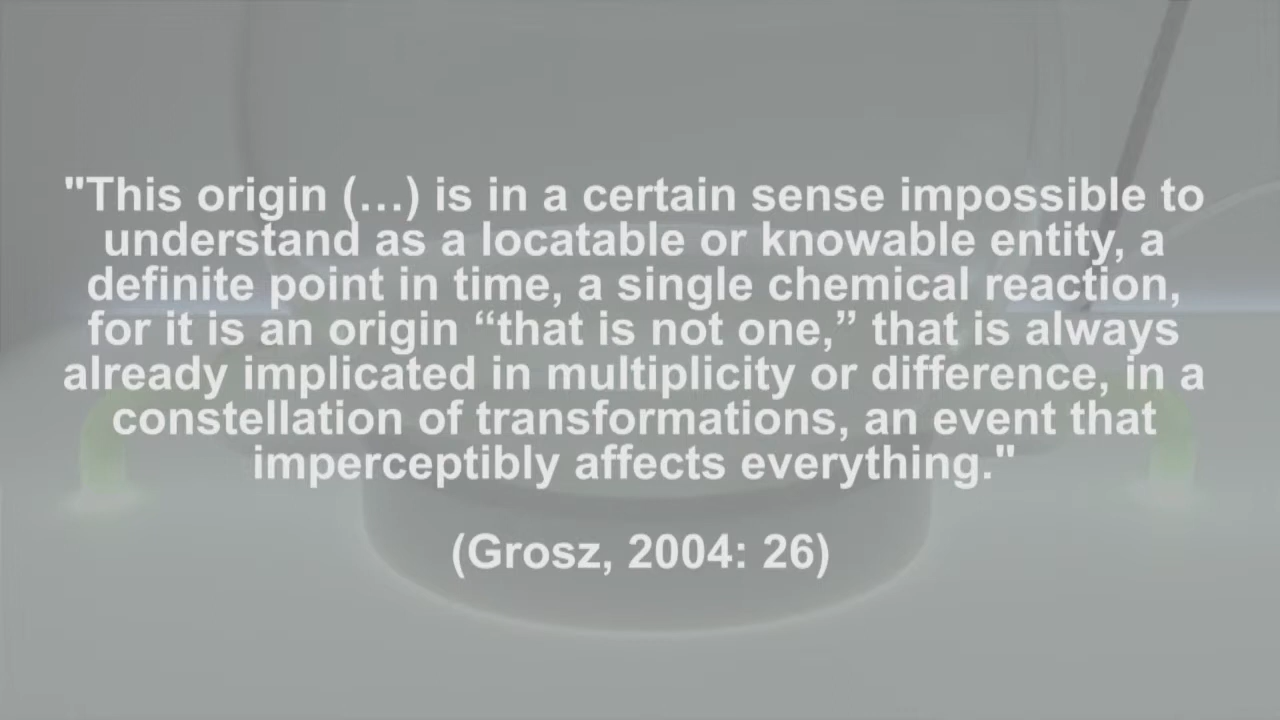 "This origin (…) is in a certain sense impossible to
understand as a locatable or knowable entity, a
definite point in time, a single chemical reaction,
for it is an origin “that is not one,” that is always
already implicated in multiplicity or difference, in a
constellation of transformations, an event that
imperceptibly affects everything."
(Grosz, 2004: 26)